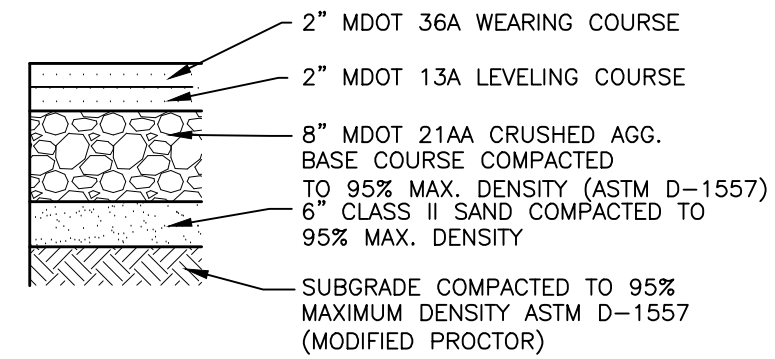 2” MDOT 36A WEARING COURSE
2” MDOT 13A LEVELING COURSE
8” MDOT 21AA CRUSHED AGG.
BASE COURSE COMPACTED
TO 95% MAX. DENSITY (ASTM D–1557)
6” CLASS II SAND COMPACTED TO
95% MAX. DENSITY
SUBGRADE COMPACTED TO 95%
MAXIMUM DENSITY ASTM D–1557
(MODIFIED PROCTOR)